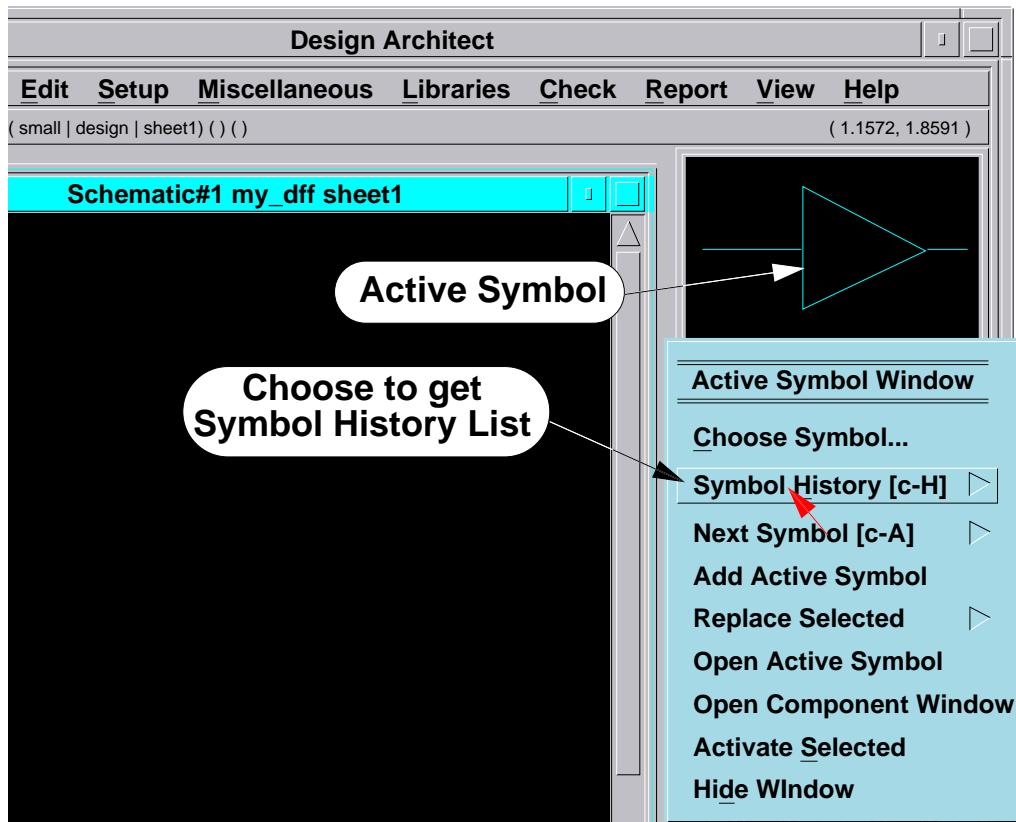 Design Architect
Edit Setup Miscellaneous Libraries Check Report View Help
( small | design | sheet1) ( ) ( ) ( 1.1572, 1.8591 )
Schematic#1 my_dff sheet1
Active Symbol
Choose to get
Symbol History List
Active Symbol Window
Choose Symbol...
Symbol History [c-H]
Next Symbol [c-A]
Add Active Symbol
Replace Selected
Open Active Symbol
Open Component Window
Activate Selected
Hide WIndow